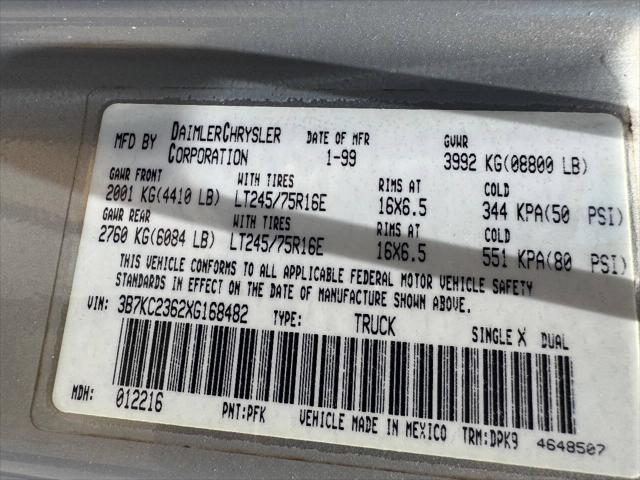 MFD BY DAIMLERCHRYSLER CORPORATION DATE OF MFR 1-99 GVWR 3992 KG(08800 LB)
GAWR FRONT WITH TIRES RIMS AT COLD
2001 KG(4410 LB) LT245/75R16E 16X6.5 344 KPA(50 PSI)
GAWR REAR WITH TIRES RIMS AT COLD
2760 KG(6084 LB) LT245/75R16E 16X6.5 551 KPA(80 PSI)
THIS VEHICLE CONFORMS TO ALL APPLICABLE FEDERAL MOTOR VEHICLE SAFETY
STANDARDS IN EFFECT ON THE DATE OF MANUFACTURE SHOWN ABOVE.
VIN: 3B7KC2362XG168482 TYPE: TRUCK SINGLE X DUAL
MDH: 012216 PNT:PFK VEHICLE MADE IN MEXICO TRM:DPK9 4648507